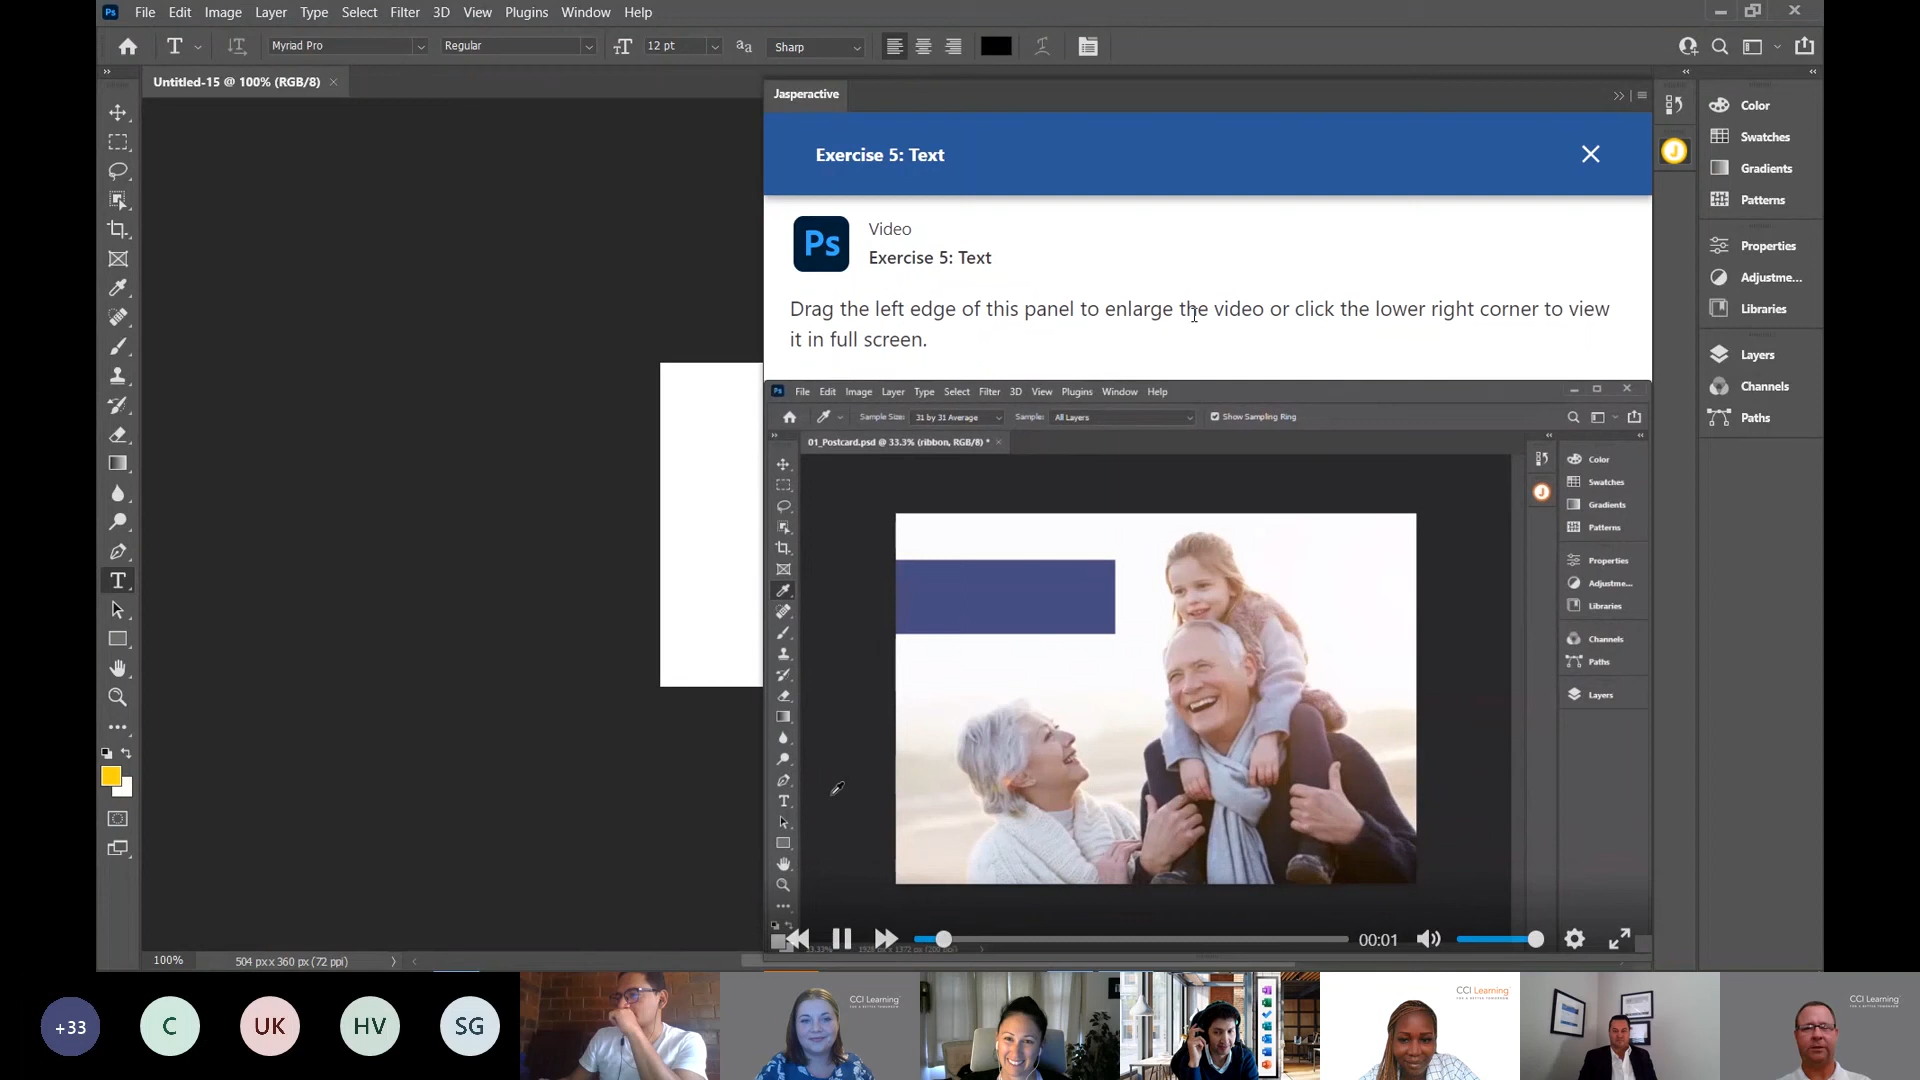 Ps File Edit Image Layer Type Select Filter 3D View Plugins Window Help
T Myriad Pro Regular 12 pt Sharp
Untitled-15 @ 100% (RGB/8)
Jasperactive
Exercise 5: Text
Ps
Video
Exercise 5: Text
Drag the left edge of this panel to enlarge the video or click the lower right corner to view
it in full screen.
Ps File Edit Image Layer Type Select Filter 3D View Plugins Window Help
Sample Size: 31 by 31 Average Sample: All Layers Show Sampling Ring
01_Postcard.psd @ 33.3% (ribbon, RGB/8) *
Color
Swatches
Gradients
Patterns
Properties
Adjustme...
Libraries
Channels
Paths
Layers
00:01
J
Color
Swatches
Gradients
Patterns
Properties
Adjustme...
Libraries
Layers
Channels
Paths
100% 504 px x 360 px (72 ppi)
+33 C UK HV SG
CCI Learning
CCI Learning
FOR A BETTER TOMORROW
CCI Learning